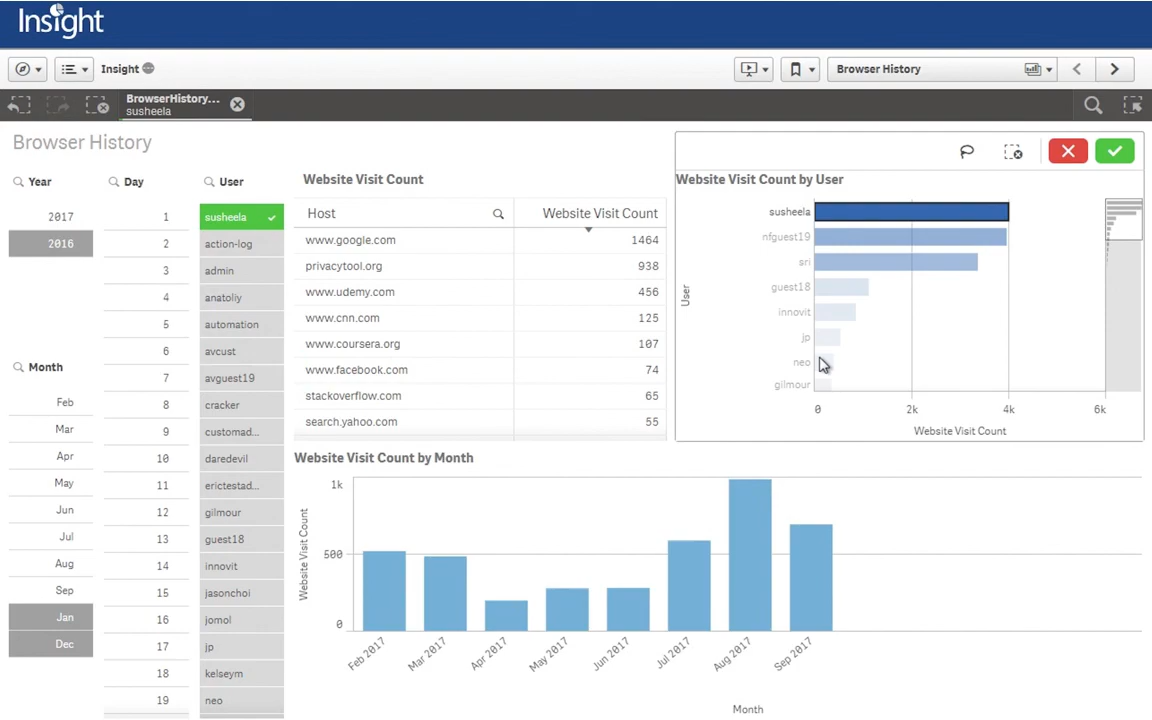 Insight
Insight
Browser History
BrowserHistory...
susheela
Browser History
Year
2017
2016
Month
Feb
Mar
Apr
May
Jun
Jul
Aug
Sep
Jan
Dec
Day
1
2
3
4
5
6
7
8
9
10
11
12
13
14
15
16
17
18
19
User
susheela
action-log
admin
anatoliy
automation
avcust
avguest19
cracker
customad...
daredevil
erictestad...
gilmour
guest18
innovit
jasonchoi
jomol
jp
kelseym
neo
Website Visit Count
Host Website Visit Count
www.google.com 1464
privacytool.org 938
www.udemy.com 456
www.cnn.com 125
www.coursera.org 107
www.facebook.com 74
stackoverflow.com 65
search.yahoo.com 55
Website Visit Count by User
User
susheela
nfguest19
sri
guest18
innovit
jp
neo
gilmour
0 2k 4k 6k
Website Visit Count
Website Visit Count by Month
Website Visit Count
1k
500
0
Feb 2017 Mar 2017 Apr 2017 May 2017 Jun 2017 Jul 2017 Aug 2017 Sep 2017
Month